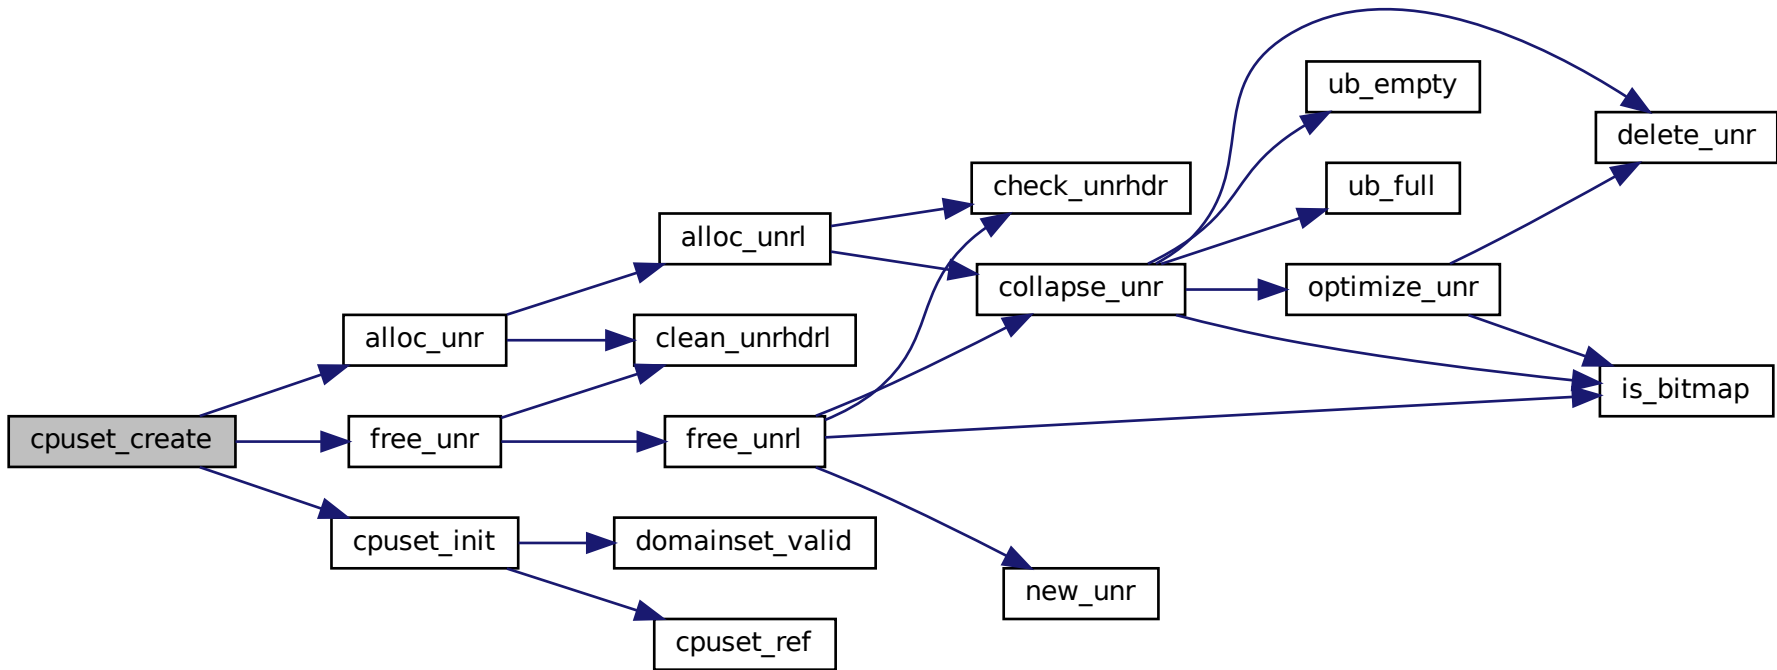 cpuset_create
alloc_unr
free_unr
cpuset_init
alloc_unrl
clean_unrhdrl
free_unrl
domainset_valid
cpuset_ref
check_unrhdr
collapse_unr
new_unr
ub_empty
ub_full
optimize_unr
delete_unr
is_bitmap